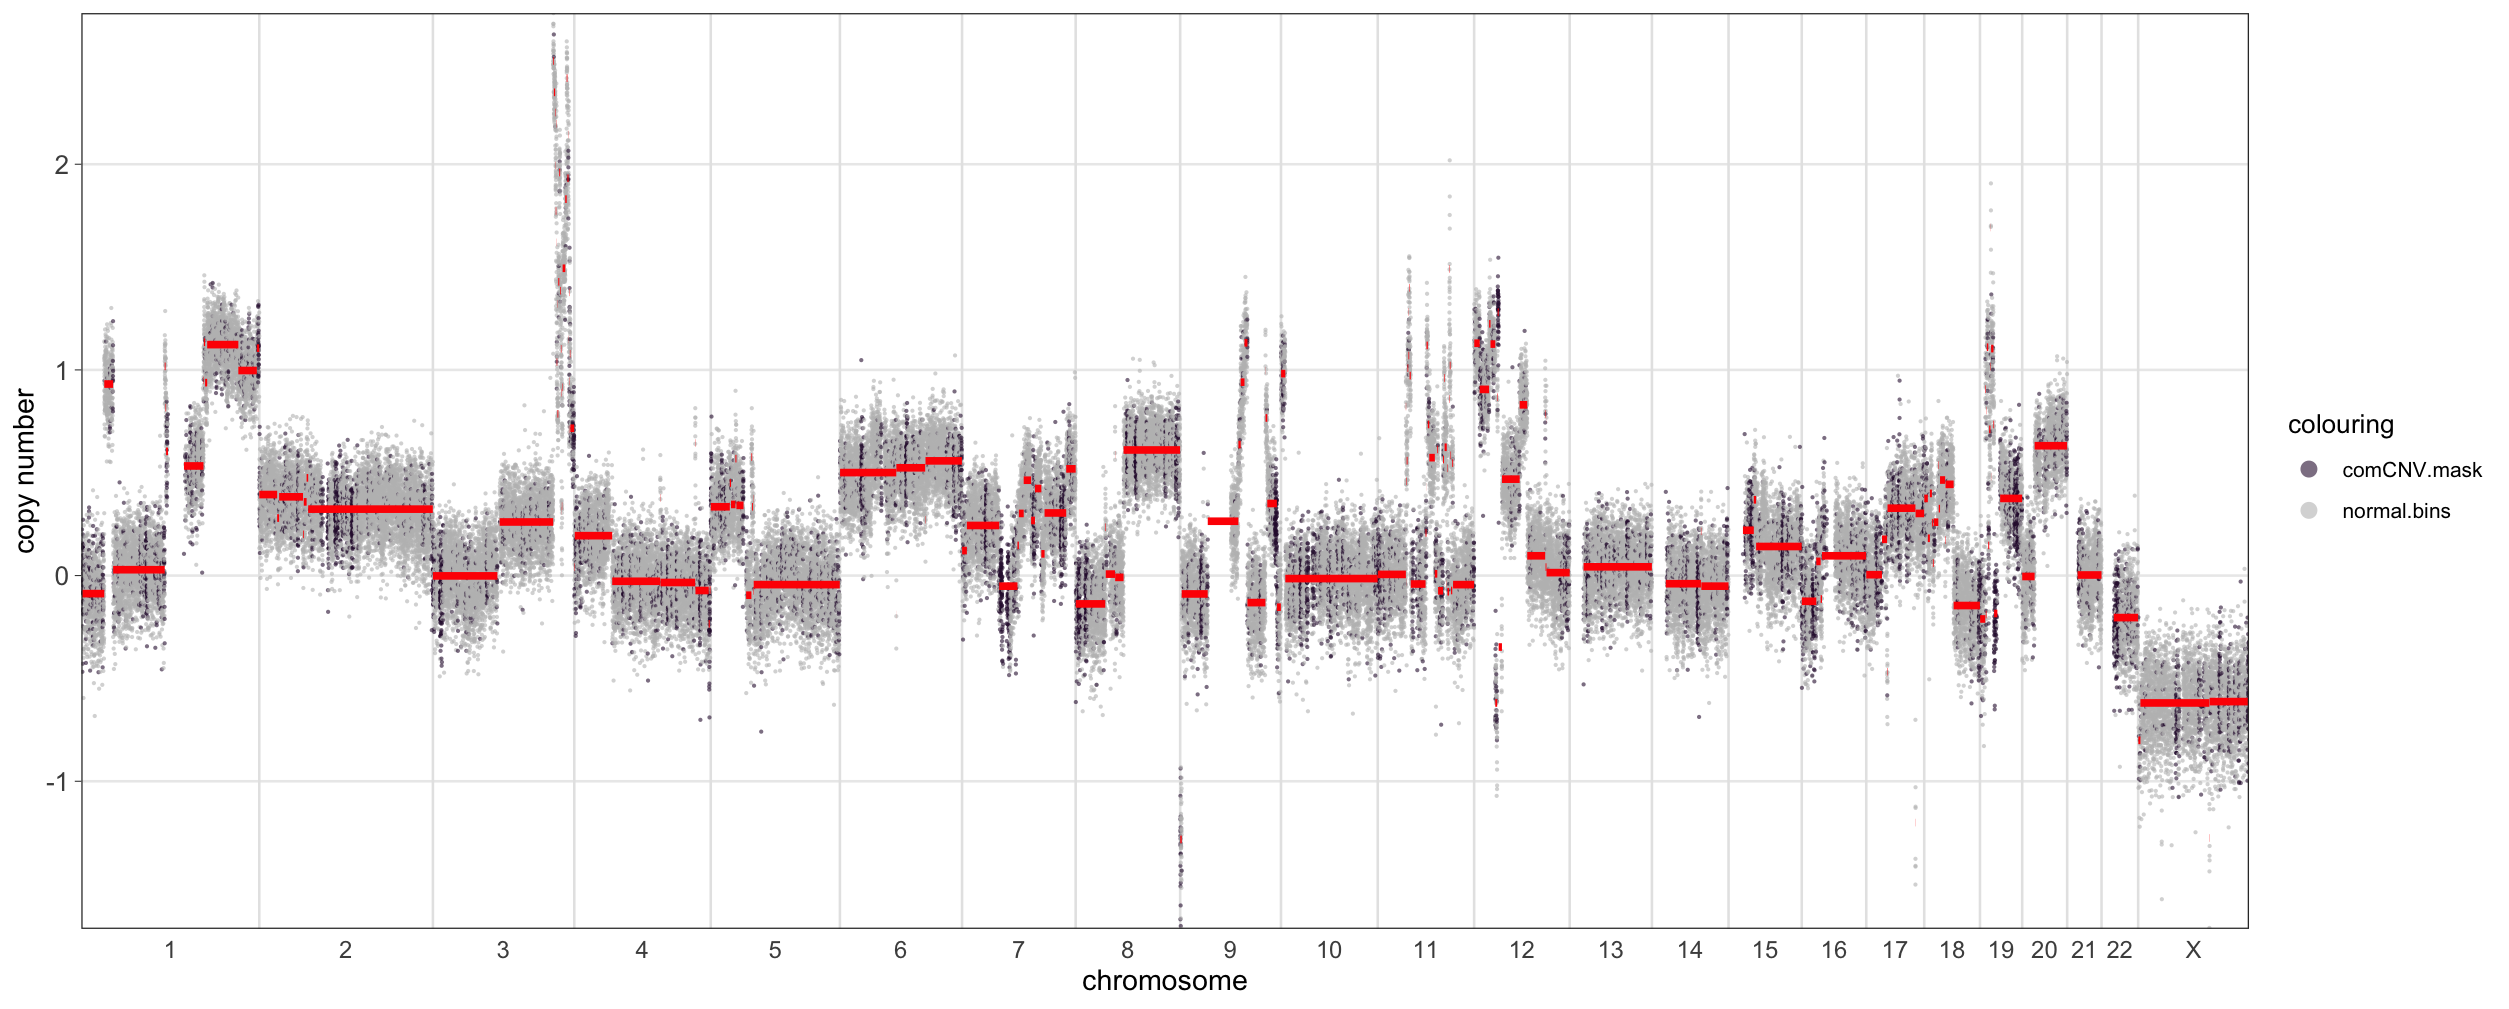 copy number
2
1
0
-1
1 2 3 4 5 6 7 8 9 10 11 12 13 14 15 16 17 18 19 20 21 22 X
chromosome
colouring
comCNV.mask
normal.bins